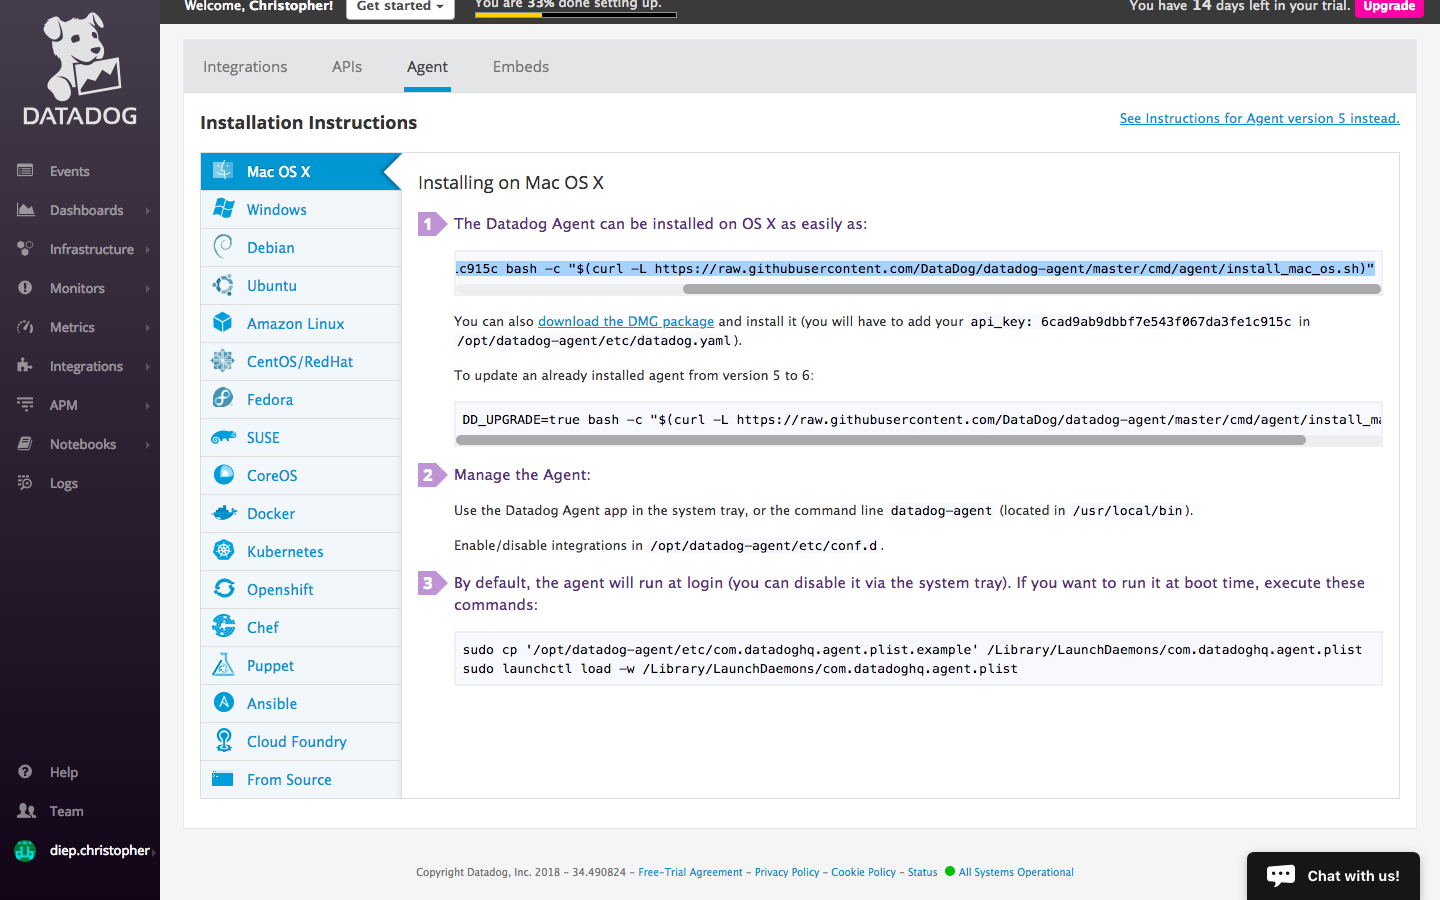 DATADOG
Events
Dashboards
Infrastructure
Monitors
Metrics
Integrations
APM
Notebooks
Logs
Help
Team
diep.christopher
Welcome, Christopher!
Get started
You are 33% done setting up.
You have 14 days left in your trial.
Upgrade
Integrations
APIs
Agent
Embeds
Installation Instructions
See Instructions for Agent version 5 instead.
Mac OS X
Windows
Debian
Ubuntu
Amazon Linux
CentOS/RedHat
Fedora
SUSE
CoreOS
Docker
Kubernetes
Openshift
Chef
Puppet
Ansible
Cloud Foundry
From Source
Installing on Mac OS X
1 The Datadog Agent can be installed on OS X as easily as:
1c915c bash -c "$(curl -L https://raw.githubusercontent.com/DataDog/datadog-agent/master/cmd/agent/install_mac_os.sh)"
You can also download the DMG package and install it (you will have to add your api_key: 6cad9ab9dbbf7e543f067da3fe1c915c in
/opt/datadog-agent/etc/datadog.yaml).
To update an already installed agent from version 5 to 6:
DD_UPGRADE=true bash -c "$(curl -L https://raw.githubusercontent.com/DataDog/datadog-agent/master/cmd/agent/install_ma
2 Manage the Agent:
Use the Datadog Agent app in the system tray, or the command line datadog-agent (located in /usr/local/bin).
Enable/disable integrations in /opt/datadog-agent/etc/conf.d.
3 By default, the agent will run at login (you can disable it via the system tray). If you want to run it at boot time, execute these
commands:
sudo cp '/opt/datadog-agent/etc/com.datadoghq.agent.plist.example' /Library/LaunchDaemons/com.datadoghq.agent.plist
sudo launchctl load -w /Library/LaunchDaemons/com.datadoghq.agent.plist
Copyright Datadog, Inc. 2018 - 34.490824 - Free-Trial Agreement - Privacy Policy - Cookie Policy - Status All Systems Operational
Chat with us!